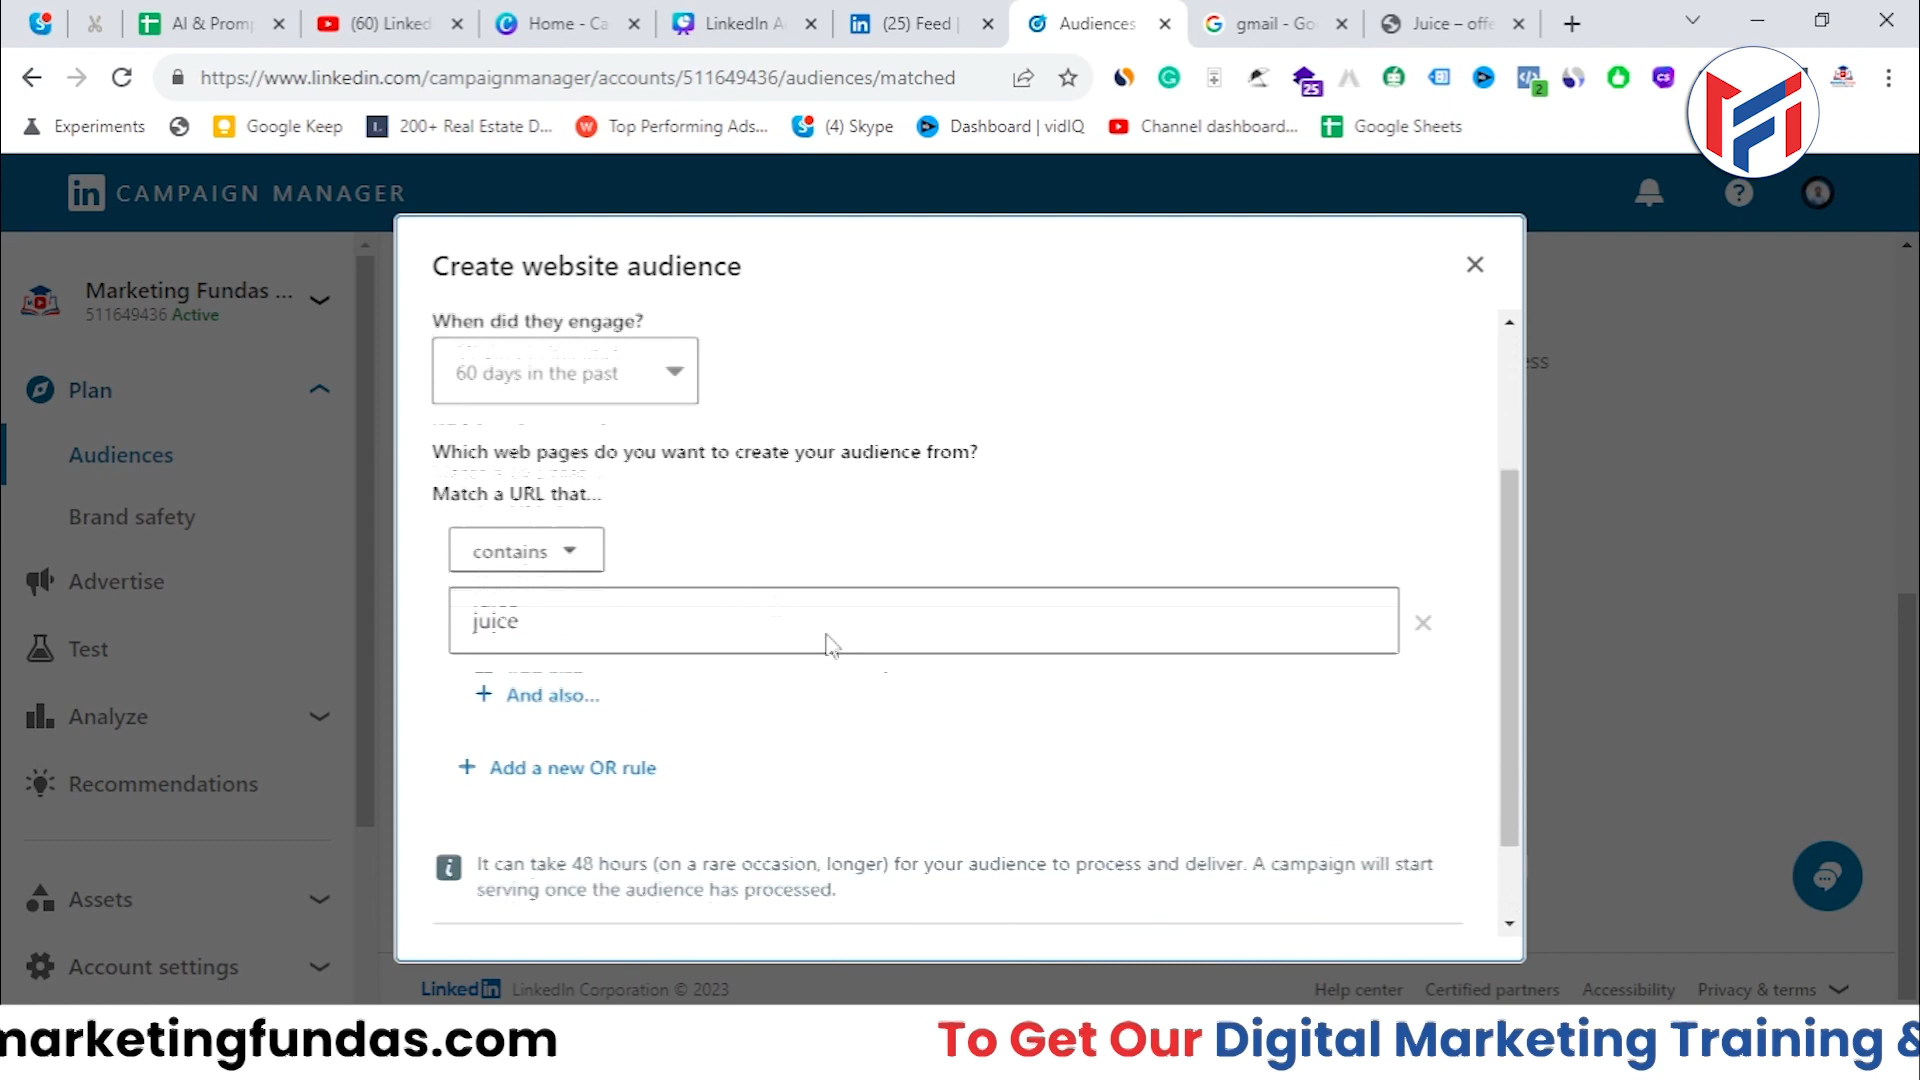 AI & Promp
(60) Linked
Home - Ca
LinkedIn A
(25) Feed |
Audiences
gmail - Go
Juice – offe
https://www.linkedin.com/campaignmanager/accounts/511649436/audiences/matched
25
2
Experiments
Google Keep
200+ Real Estate D...
Top Performing Ads...
(4) Skype
Dashboard | vidIQ
Channel dashboard...
Google Sheets
in CAMPAIGN MANAGER
Marketing Fundas ...
511649436 Active
Plan
Audiences
Brand safety
Advertise
Test
Analyze
Recommendations
Assets
Account settings
Create website audience
When did they engage?
60 days in the past
Which web pages do you want to create your audience from?
Match a URL that...
contains
juice
+ And also...
+ Add a new OR rule
It can take 48 hours (on a rare occasion, longer) for your audience to process and deliver. A campaign will start
serving once the audience has processed.
ess
LinkedIn LinkedIn Corporation © 2023
Help center
Certified partners
Accessibility
Privacy & terms
marketingfundas.com
To Get Our Digital Marketing Training &